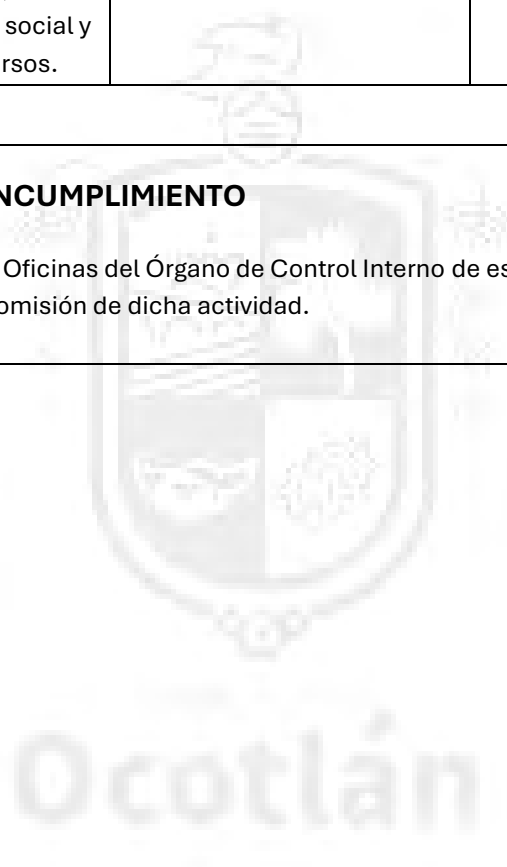 social y
rsos.
NCUMPLIMIENTO
Oficinas del Órgano de Control Interno de es
omisión de dicha actividad.
Ocotlán